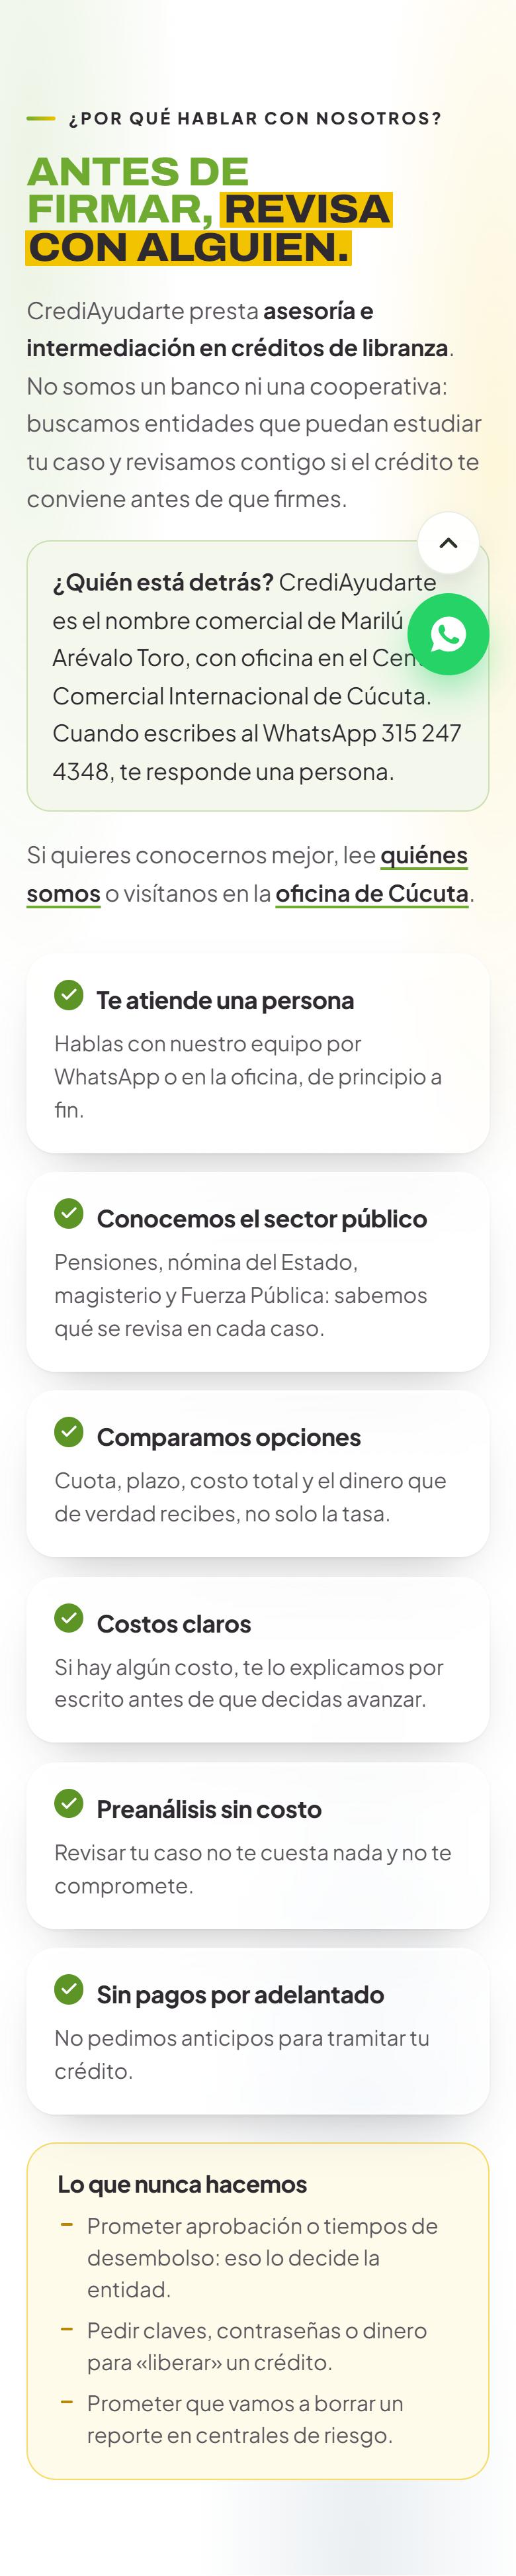 ¿POR QUÉ HABLAR CON NOSOTROS?
ANTES DE
FIRMAR, REVISA
CON ALGUIEN.
CrediAyudarte presta asesoría e
intermediación en créditos de libranza.
No somos un banco ni una cooperativa:
buscamos entidades que puedan estudiar
tu caso y revisamos contigo si el crédito te
conviene antes de que firmes.
¿Quién está detrás? CrediAyudarte
es el nombre comercial de Marilú
Arévalo Toro, con oficina en el
Comercial Internacional de Cúcuta.
Cuando escribes al WhatsApp 315 247
4348, te responde una persona.
Si quieres conocernos mejor, lee quiénes
somos o visítanos en la oficina de Cúcuta.
Te atiende una persona
Hablas con nuestro equipo por
WhatsApp o en la oficina, de principio a
fin.
Conocemos el sector público
Pensiones, nómina del Estado,
magisterio y Fuerza Pública: sabemos
qué se revisa en cada caso.
Comparamos opciones
Cuota, plazo, costo total y el dinero que
de verdad recibes, no solo la tasa.
Costos claros
Si hay algún costo, te lo explicamos por
escrito antes de que decidas avanzar.
Preanálisis sin costo
Revisar tu caso no te cuesta nada y no te
compromete.
Sin pagos por adelantado
No pedimos anticipos para tramitar tu
crédito.
Lo que nunca hacemos
Prometer aprobación o tiempos de
desembolso: eso lo decide la
entidad.
Pedir claves, contraseñas o dinero
para «liberar» un crédito.
Prometer que vamos a borrar un
reporte en centrales de riesgo.